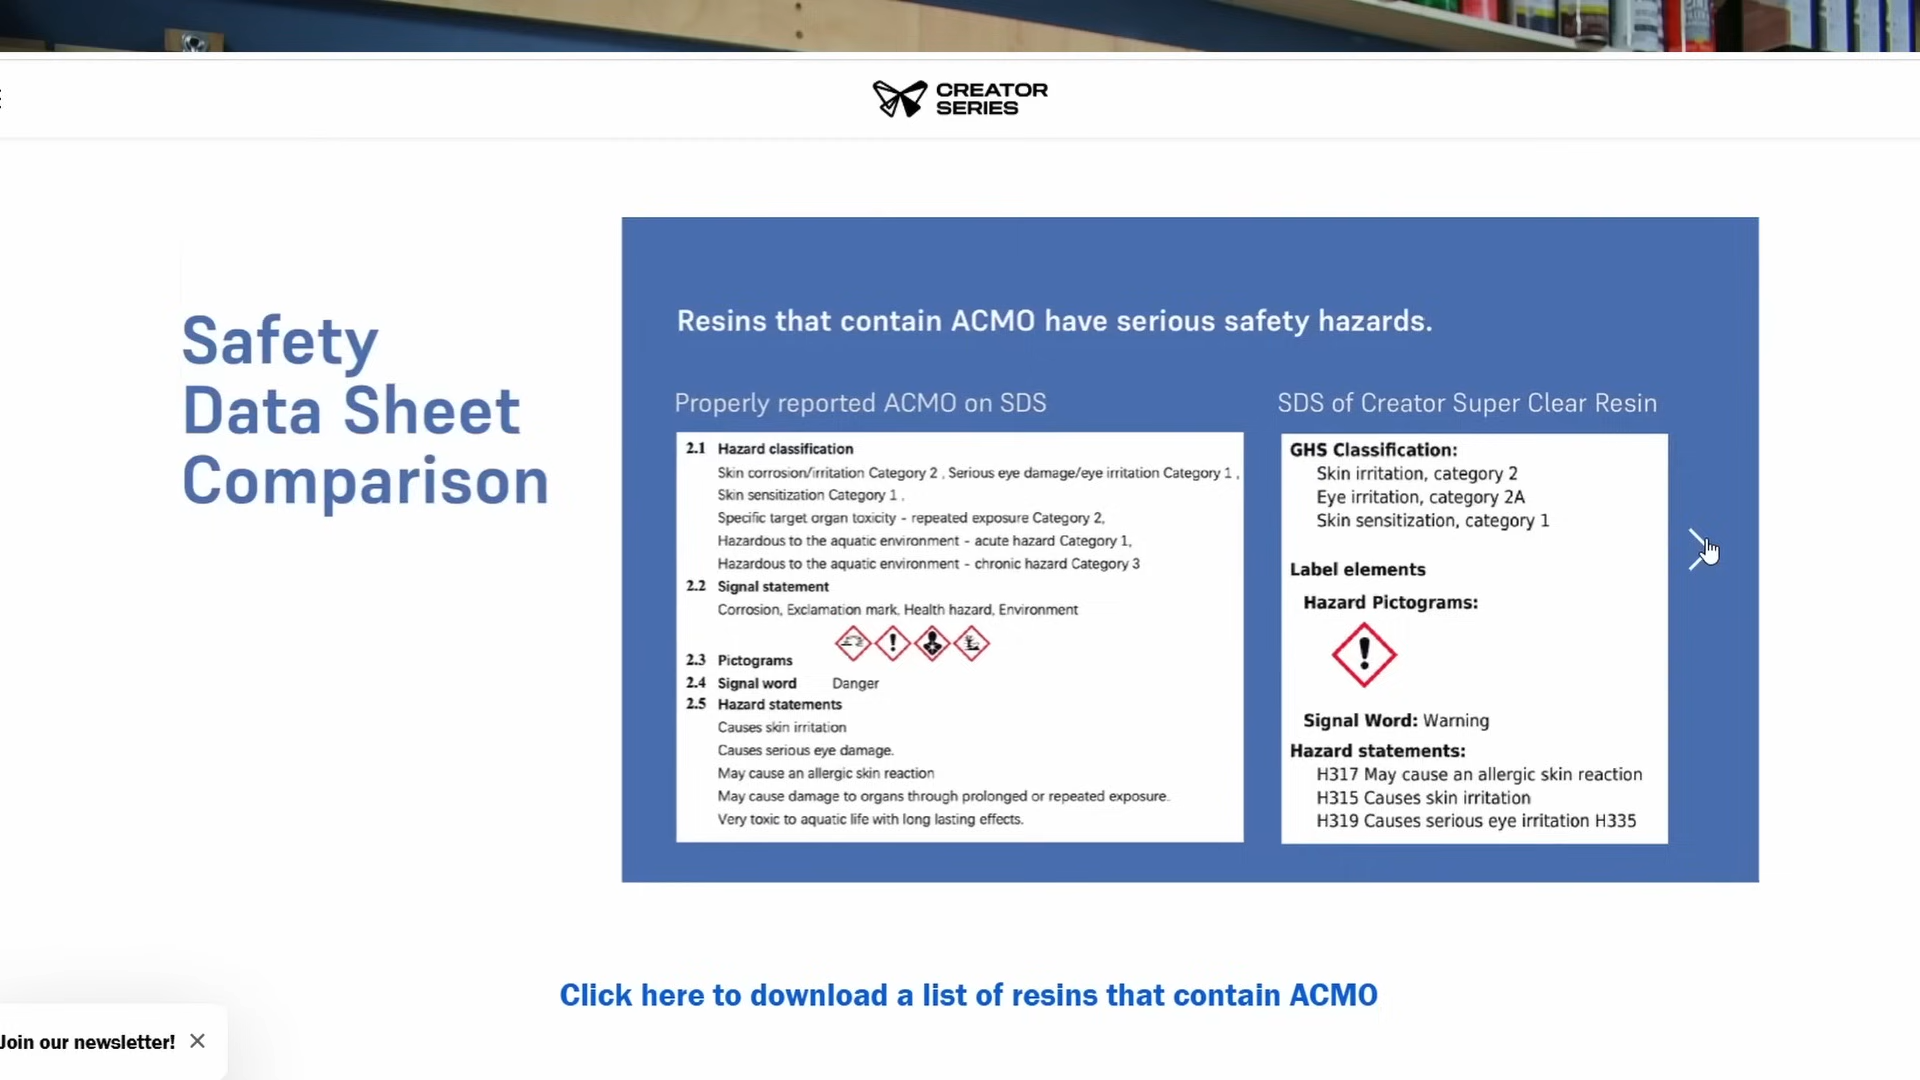 CREATOR
SERIES
Safety
Data Sheet
Comparison
Resins that contain ACMO have serious safety hazards.
Properly reported ACMO on SDS
2.1 Hazard classification
Skin corrosion/irritation Category 2 , Serious eye damage/eye irritation Category 1 ,
Skin sensitization Category 1 .
Specific target organ toxicity - repeated exposure Category 2,
Hazardous to the aquatic environment - acute hazard Category 1,
Hazardous to the aquatic environment - chronic hazard Category 3
2.2 Signal statement
Corrosion, Exclamation mark, Health hazard, Environment
2.3 Pictograms
2.4 Signal word Danger
2.5 Hazard statements
Causes skin irritation
Causes serious eye damage.
May cause an allergic skin reaction
May cause damage to organs through prolonged or repeated exposure.
Very toxic to aquatic life with long lasting effects.
SDS of Creator Super Clear Resin
GHS Classification:
Skin irritation, category 2
Eye irritation, category 2A
Skin sensitization, category 1
Label elements
Hazard Pictograms:
Signal Word: Warning
Hazard statements:
H317 May cause an allergic skin reaction
H315 Causes skin irritation
H319 Causes serious eye irritation H335
Click here to download a list of resins that contain ACMO
Join our newsletter!